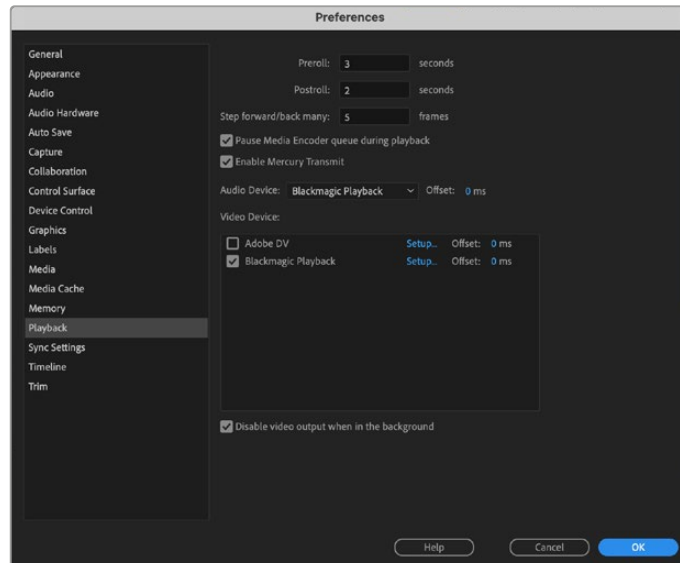 Preferences
General
Appearance
Audio
Audio Hardware
Auto Save
Capture
Collaboration
Control Surface
Device Control
Graphics
Labels
Media
Media Cache
Memory
Playback
Sync Settings
Timeline
Trim
Preroll: 3 seconds
Postroll: 2 seconds
Step forward/back many: 5 frames
Pause Media Encoder queue during playback
Enable Mercury Transmit
Audio Device: Blackmagic Playback Offset: 0 ms
Video Device:
Adobe DV Setup... Offset: 0 ms
Blackmagic Playback Setup... Offset: 0 ms
Disable video output when in the background
Help Cancel OK